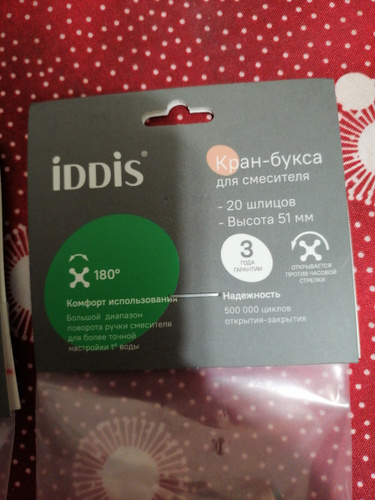 iDDiS®
Кран-букса
для смесителя
- 20 шлицов
- Высота 51 мм
3
ГОДА
ГАРАНТИИ
ОТКРЫВАЕТСЯ
ПРОТИВ ЧАСОВОЙ
СТРЕЛКИ
180°
Комфорт использования
Большой диапазон
поворота ручки смесителя
для более точной
настройки t° воды
Надежность
500 000 циклов
открытия-закрытия